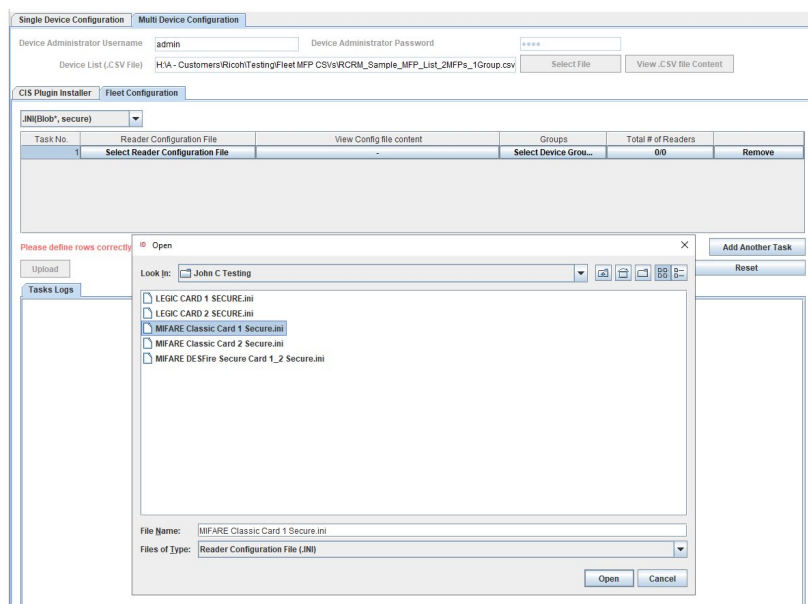 Single Device Configuration Multi Device Configuration
Device Administrator Username admin Device Administrator Password ****
Device List (.CSV File) H:\A - Customers\Ricoh\Testing\Fleet MFP CSVs\RCRM_Sample_MFP_List_2MFPs_1Group.csv Select File View .CSV file Content
CIS Plugin Installer Fleet Configuration
.INI(Blob*, secure)
Task No. Reader Configuration File View Config file content Groups Total # of Readers
1 Select Reader Configuration File - Select Device Grou... 0/0 Remove
Please define rows correctly
Add Another Task
Upload
Reset
Tasks Logs
ID Open
Look In: John C Testing
LEGIC CARD 1 SECURE.ini
LEGIC CARD 2 SECURE.ini
MIFARE Classic Card 1 Secure.ini
MIFARE Classic Card 2 Secure.ini
MIFARE DESFire Secure Card 1_2 Secure.ini
File Name: MIFARE Classic Card 1 Secure.ini
Files of Type: Reader Configuration File (.INI)
Open Cancel